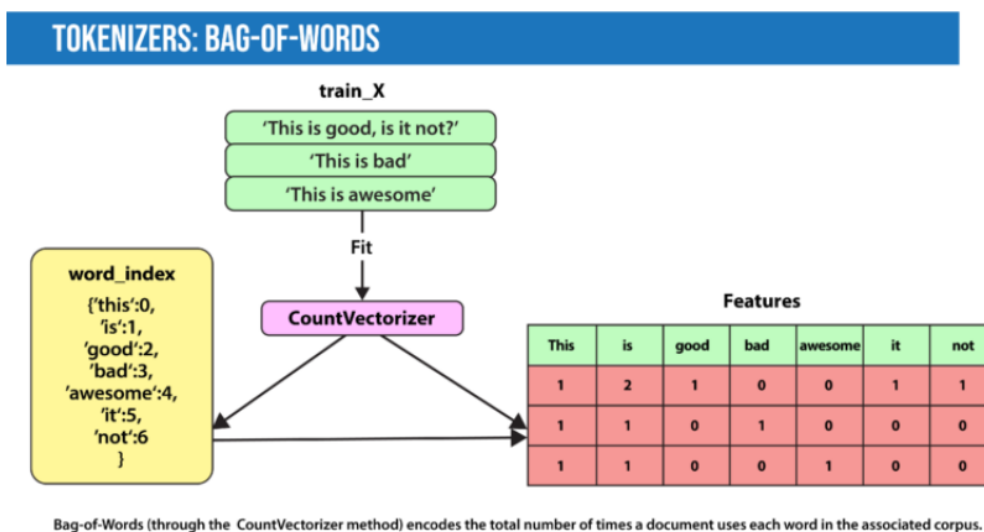 TOKENIZERS: BAG-OF-WORDS
train_X
‘This is good, is it not?’
‘This is bad’
‘This is awesome’
Fit
CountVectorizer
word_index
{‘this‘:0,
‘is‘:1,
‘good‘:2,
‘bad‘:3,
‘awesome‘:4,
‘it‘:5,
‘not‘:6
}
Features
This is good bad awesome it not
1 2 1 0 0 1 1
1 1 0 1 0 0 0
1 1 0 0 1 0 0
Bag-of-Words (through the CountVectorizer method) encodes the total number of times a document uses each word in the associated corpus.